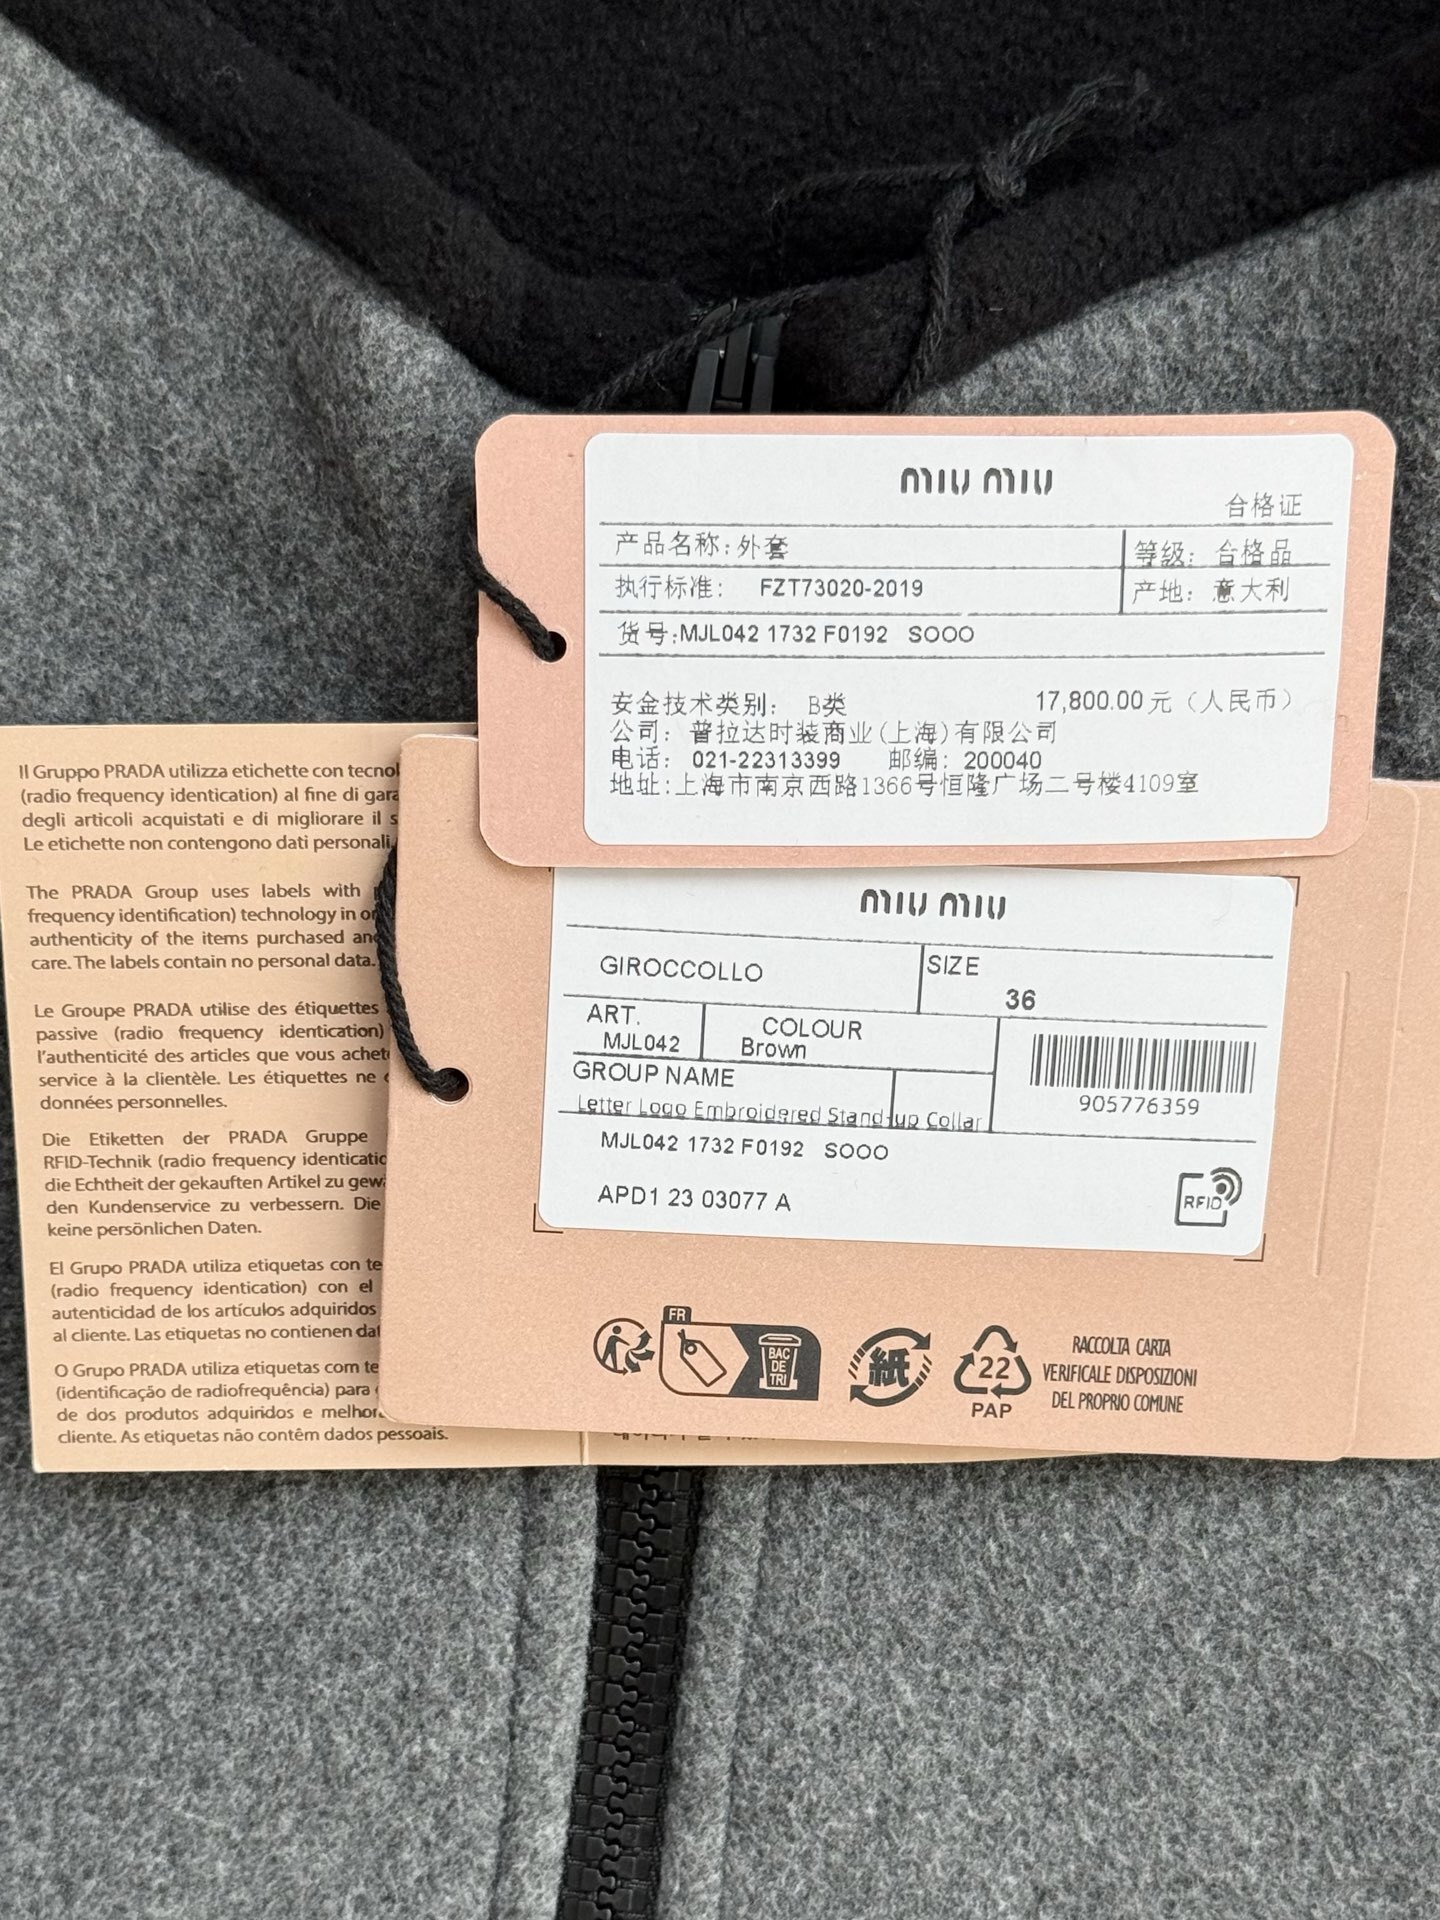 miu miu
合格证
产品名称:外套
等级: 合格品
执行标准: FZT73020-2019
产地: 意大利
货号:MJL042 1732 F0192 SOOO
安金技术类别: B类
17,800.00元（人民币）
公司: 普拉达时装商业(上海)有限公司
电话: 021-22313399 邮编: 200040
地址:上海市南京西路1366号恒隆广场二号楼4109室
miu miu
GIROCCOLLO
SIZE
36
ART.
MJL042
COLOUR
Brown
GROUP NAME
Letter Logo Embroidered Stand-up Collar
905776359
MJL042 1732 F0192 SOOO
APD1 23 03077 A
RFID
FR
BAC
DE
TRI
紙
22
PAP
RACCOLTA CARTA
VERIFICALE DISPOSIZIONI
DEL PROPRIO COMUNE
Il Gruppo PRADA utilizza etichette con
(radio frequency identication) al fine di
degli articoli acquistati e di migliorare il
Le etichette non contengono dati personali
The PRADA Group uses labels with
frequency identification) technology in
authenticity of the items purchased
care. The labels contain no personal data.
Le Groupe PRADA utilise des étiquettes
passive (radio frequency identication)
l'authenticité des articles que vous
service à la clientèle. Les étiquettes ne
données personnelles.
Die Etiketten der PRADA Gruppe
RFID-Technik (radio frequency
die Echtheit der gekauften Artikel zu
den Kundenservice zu verbessern. Die
keine persönlichen Daten.
El Grupo PRADA utiliza etiquetas con
(radio frequency identication) con el
autenticidad de los artículos adquiridos
al cliente. Las etiquetas no contienen
O Grupo PRADA utiliza etiquetas com
(identificação de radiofrequência) para
de dos produtos adquiridos e
cliente. As etiquetas não contêm dados pessoais.